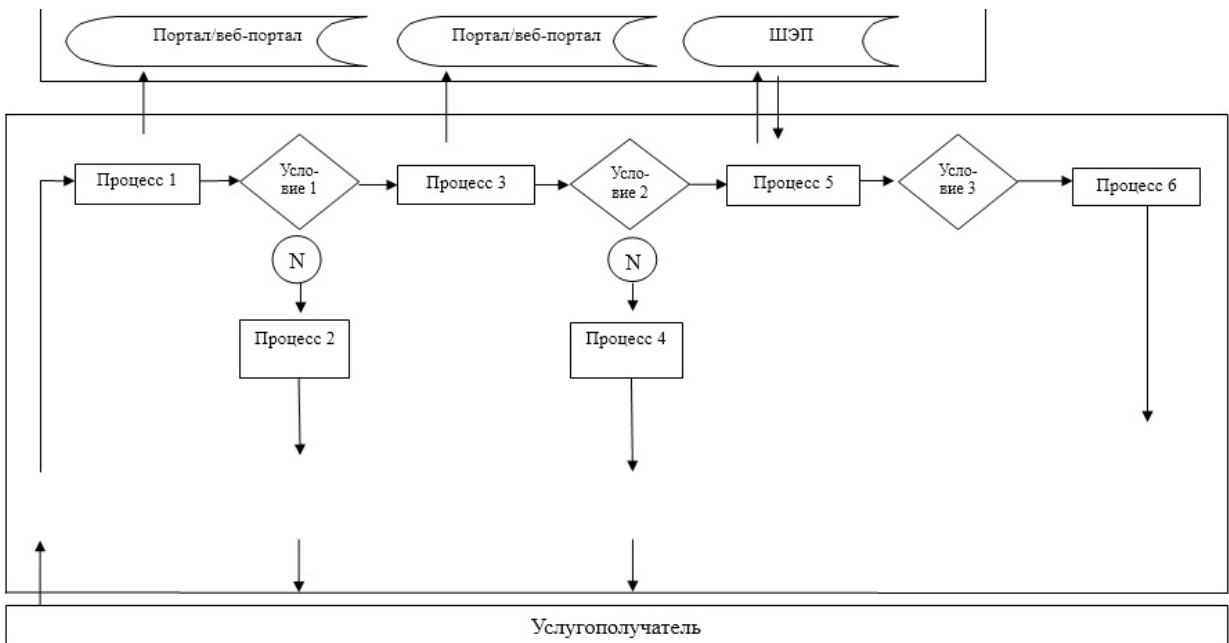 Портал/веб-портал
Портал/веб-портал
ШЭП
Процесс 1
Усло-
вие 1
Процесс 3
Усло-
вие 2
Процесс 5
Усло-
вие 3
Процесс 6
N
N
Процесс 2
Процесс 4
Услугополучатель